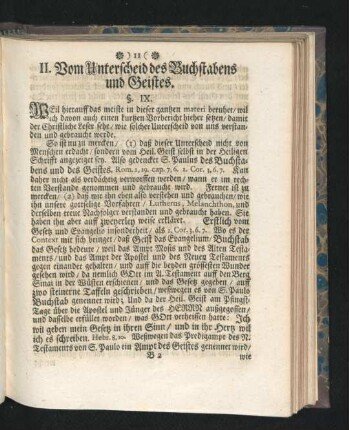 ❁ ) 11 ( ❁
II. Vom Unterscheid des Buchstabens
und Geistes.
§. IX.
WEil hierauff das meiste in dieser gantzen materi beruhet / wil
ich davon auch einen kurtzen Vorbericht hieher setzen / damit
der Christliche Leser sehe / wie solcher Unterscheid von uns verstan-
den und gebraucht werde.
So ist nu zu mercken / (1) daß dieser Unterscheid nicht von
Menschen erdacht / sondern vom Heil. Geist selbst in der Heiligen
Schrifft angezeiget sey. Also gedencket S. Paulus des Buchsta-
bens und des Geistes. Rom. 2, 29. cap. 7, 6. 2. Cor. 3, 6. 7. Kan
daher nicht als verdächtig verworffen werden / wann er im rech-
ten Verstande genommen und gebraucht wird. Ferner ist zu
mercken / (2) daß wir ihn eben also verstehen und gebrauchen / wie
ihn unsere gottselige Vorfahren / Lutherus, Melanchthon, und
derselben treue Nachfolger verstanden und gebraucht haben. Sie
haben ihn aber auff zweyerley weise erkläret. Erstlich vom
Gesetz und Evangelio insonderheit / als 2. Cor. 3, 6. 7. Wo es der
Context mit sich bringet / daß Geist das Evangelium / Buchstab
das Gesetz bedeute / weil das Ampt Mosis und des Alten Testa-
ments / und das Ampt der Apostel und des Neuen Testaments
gegen einander gehalten / und auff ihr beyden grössesten Wunder
gesehen wird / da nemlich GOtt im A. Testament auff den Berg
Sinai in der Wüsten erschienen / und das Gesetz gegeben / auff
zwo steinerne Taffeln geschrieben / weßwegen es von S. Paulo
Buchstab genennet wird; Und da der Heil. Geist am Pfingst-
Tage über die Apostel und Jünger des HERRN außgegossen /
und dasselbe erfüllet worden / was GOtt verheissen hatte: Ich
wil geben mein Gesetz in ihren Sinn / und in ihr Hertz wil
ich es schreiben. Hebr. 8, 10. Weßwegen das Predigampt des N.
Testaments von S. Paulo ein Ampt des Geistes genennet wird /
B 2 wie